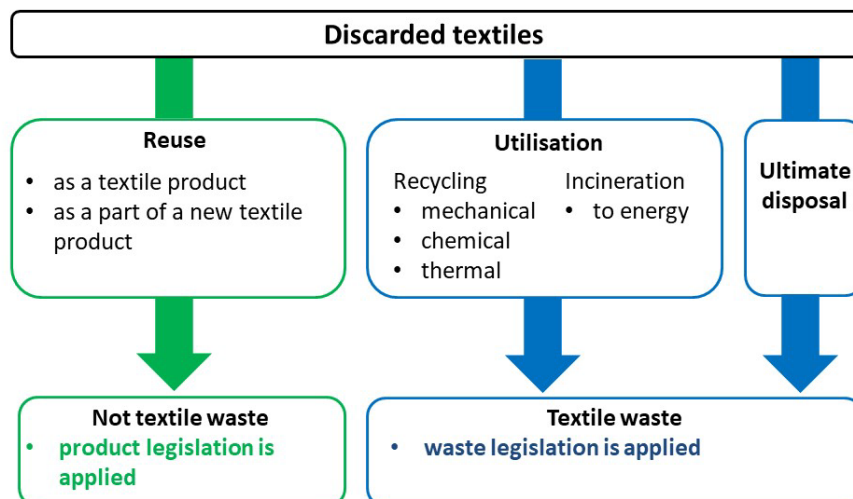 Discarded textiles
Reuse
• as a textile product
• as a part of a new textile
product
Utilisation
Recycling
• mechanical
• chemical
• thermal
Incineration
• to energy
Ultimate
disposal
Not textile waste
• product legislation is
applied
Textile waste
• waste legislation is applied